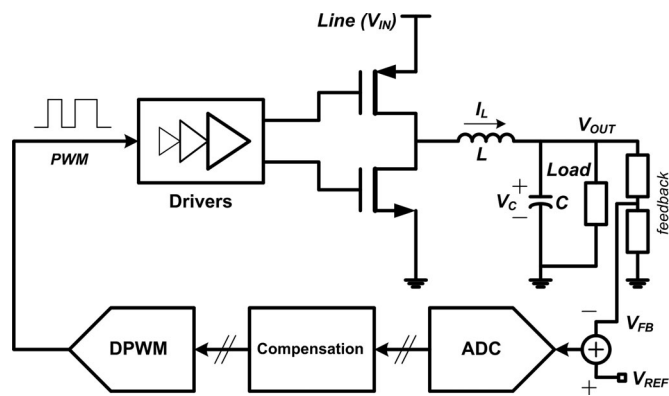 Line (VIN)
PWM
Drivers
IL
L
VOUT
Load
+
VC
–
C
feedback
–
VFB
+
+
VREF
DPWM
Compensation
ADC